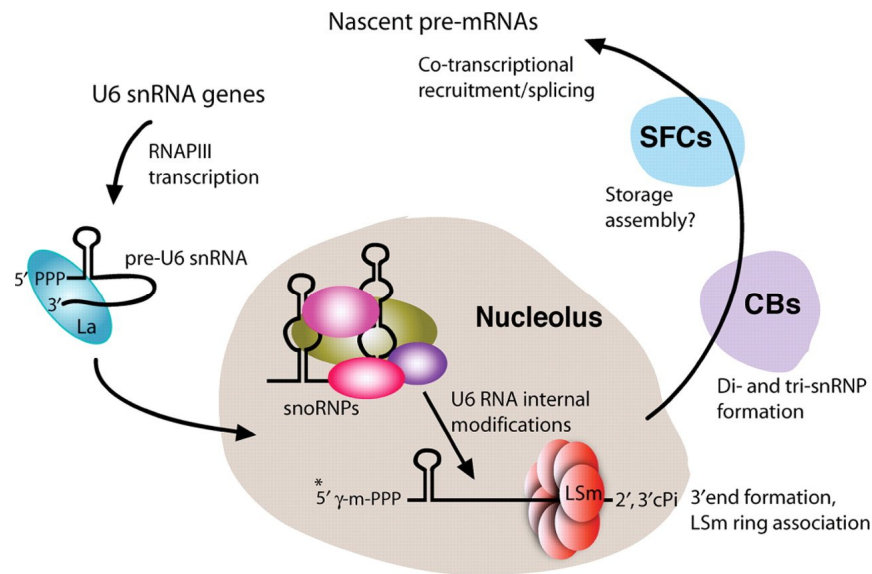 Nascent pre-mRNAs
Co-transcriptional
recruitment/splicing
U6 snRNA genes
RNAPIII
transcription
SFCs
Storage
assembly?
pre-U6 snRNA
5′ PPP
3′
La
Nucleolus
CBs
snoRNPs
U6 RNA internal
modifications
Di- and tri-snRNP
formation
*
5′ γ-m-PPP
LSm
2′, 3′cPi
3′end formation,
LSm ring association